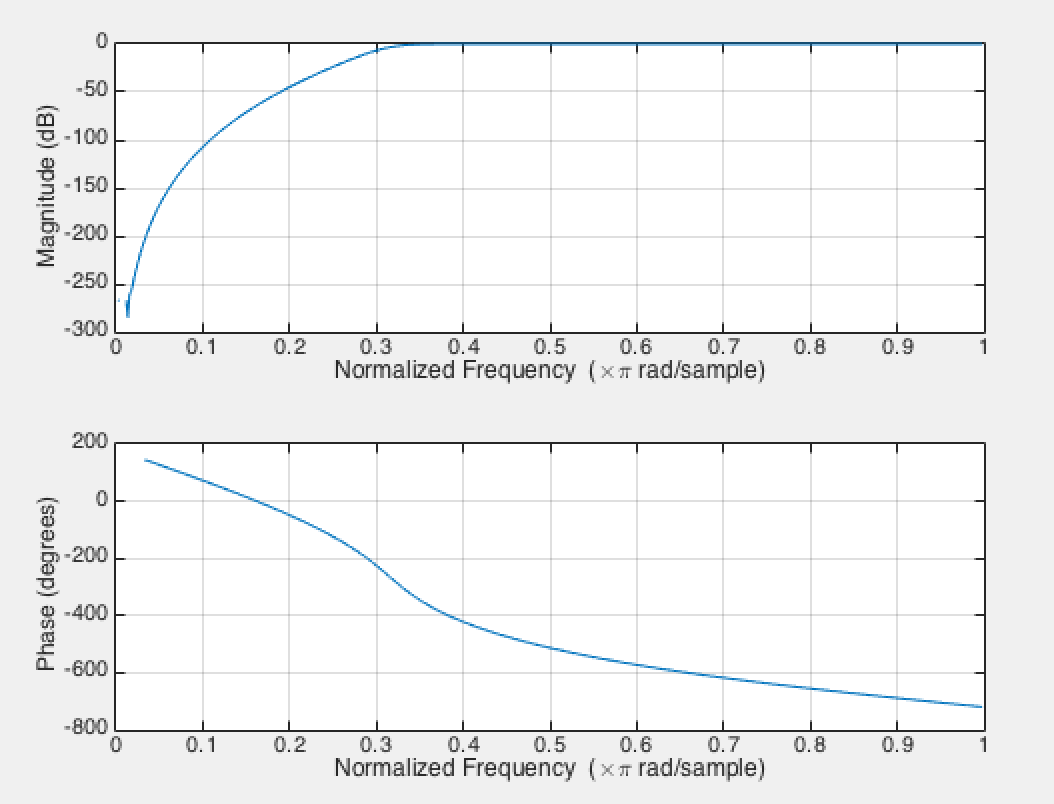 0
-50
-100
-150
-200
-250
-300
Magnitude (dB)
0 0.1 0.2 0.3 0.4 0.5 0.6 0.7 0.8 0.9 1
Normalized Frequency (×π rad/sample)
200
0
-200
-400
-600
-800
Phase (degrees)
0 0.1 0.2 0.3 0.4 0.5 0.6 0.7 0.8 0.9 1
Normalized Frequency (×π rad/sample)